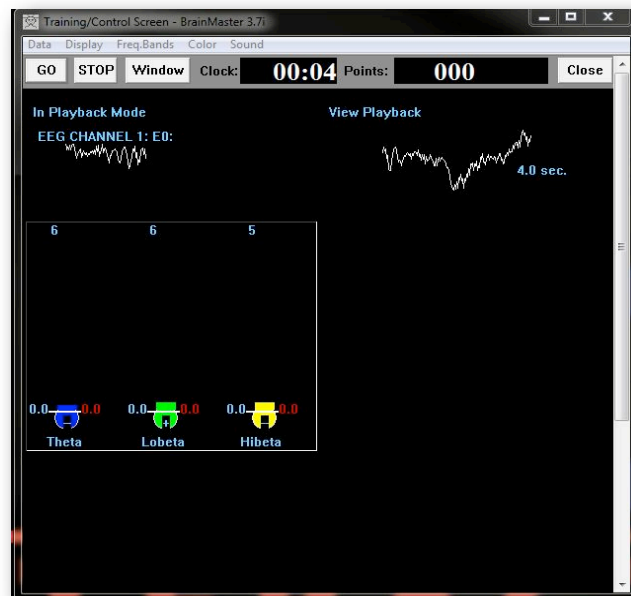 Training/Control Screen - BrainMaster 3.7i
Data Display Freq.Bands Color Sound
GO STOP Window Clock: 00:04 Points: 000 Close
In Playback Mode View Playback
EEG CHANNEL 1: E0:
4.0 sec.
6 6 5
0.0 0.0 0.0 0.0 0.0 0.0
Theta Lobeta Hibeta